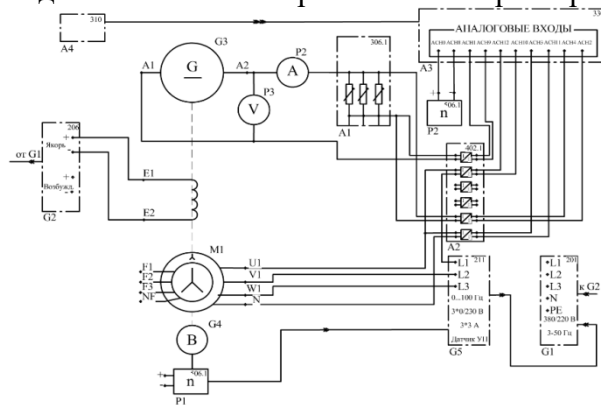 310
A4
АНАЛОГОВЫЕ ВХОДЫ
A3
G3
G
A1
A2
P2
A
P3
V
306.1
A1
n
P2
206
Якорь
+
-
Возбужд.
+
-
от G1
G2
E1
E2
402.1
A2
M1
F1
F2
F3
NF
U1
V1
W1
N
211
L1
L2
L3
0...100 Гц
3*0/230 В
3*3 А
Датчик УП
G5
201
L1
L2
L3
N
PE
380/220 В
3-50 Гц
G1
к G2
G4
B
n
+
-
P1